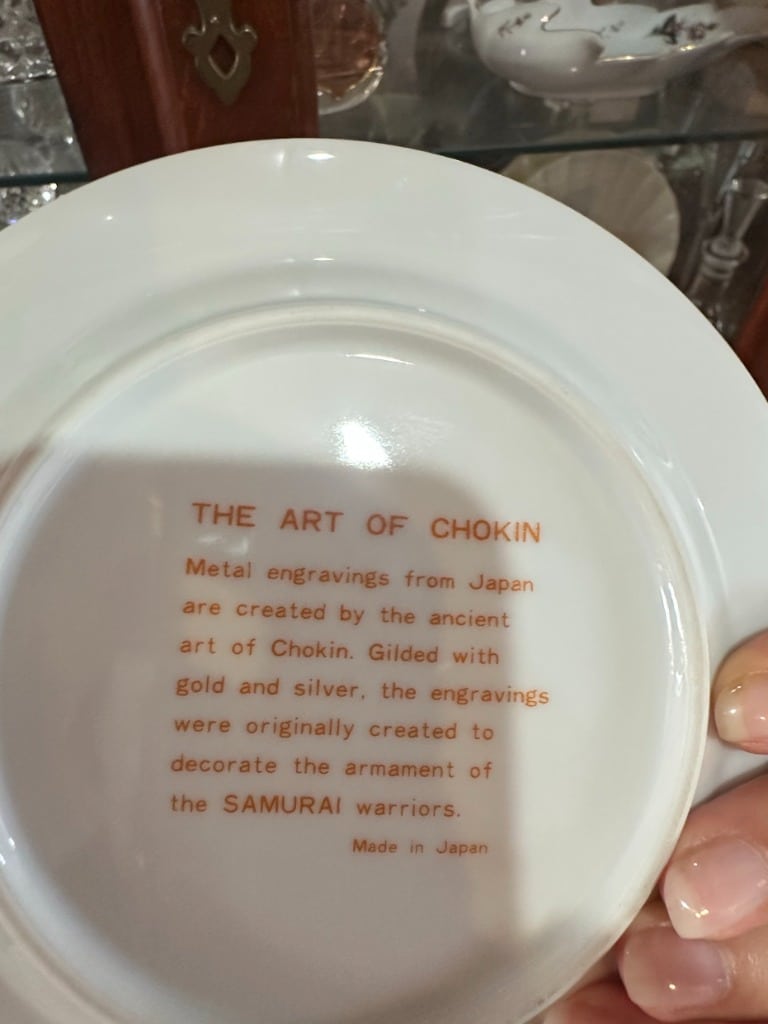 THE ART OF CHOKIN
Metal engravings from Japan
are created by the ancient
art of Chokin. Gilded with
gold and silver, the engravings
were originally created to
decorate the armament of
the SAMURAI warriors.
Made in Japan